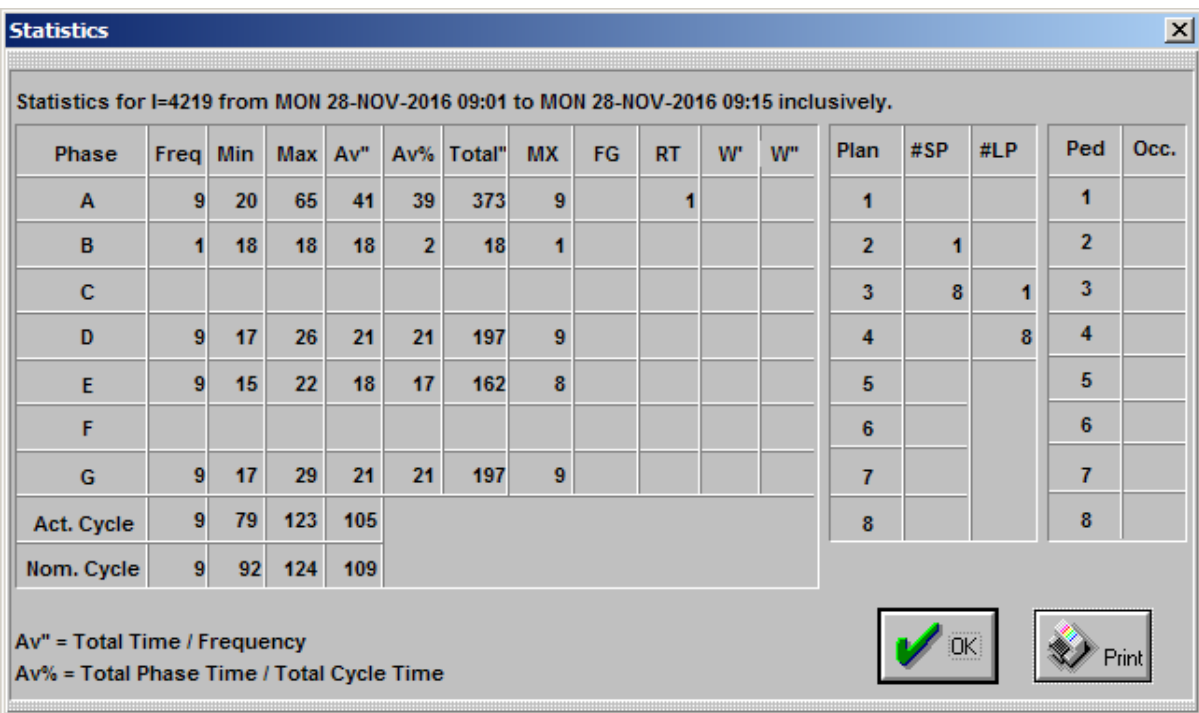 Statistics
Statistics for I=4219 from MON 28-NOV-2016 09:01 to MON 28-NOV-2016 09:15 inclusively.
Phase Freq Min Max Av" Av% Total" MX FG RT W' W" Plan #SP #LP Ped Occ.
A 9 20 65 41 39 373 9 1 1 1
B 1 18 18 18 2 18 1 2 1 2
C 3 8 1 3
D 9 17 26 21 21 197 9 4 8 4
E 9 15 22 18 17 162 8 5 5
F 6 6
G 9 17 29 21 21 197 9 7 7
Act. Cycle 9 79 123 105 8 8
Nom. Cycle 9 92 124 109
Av" = Total Time / Frequency
Av% = Total Phase Time / Total Cycle Time
OK
Print